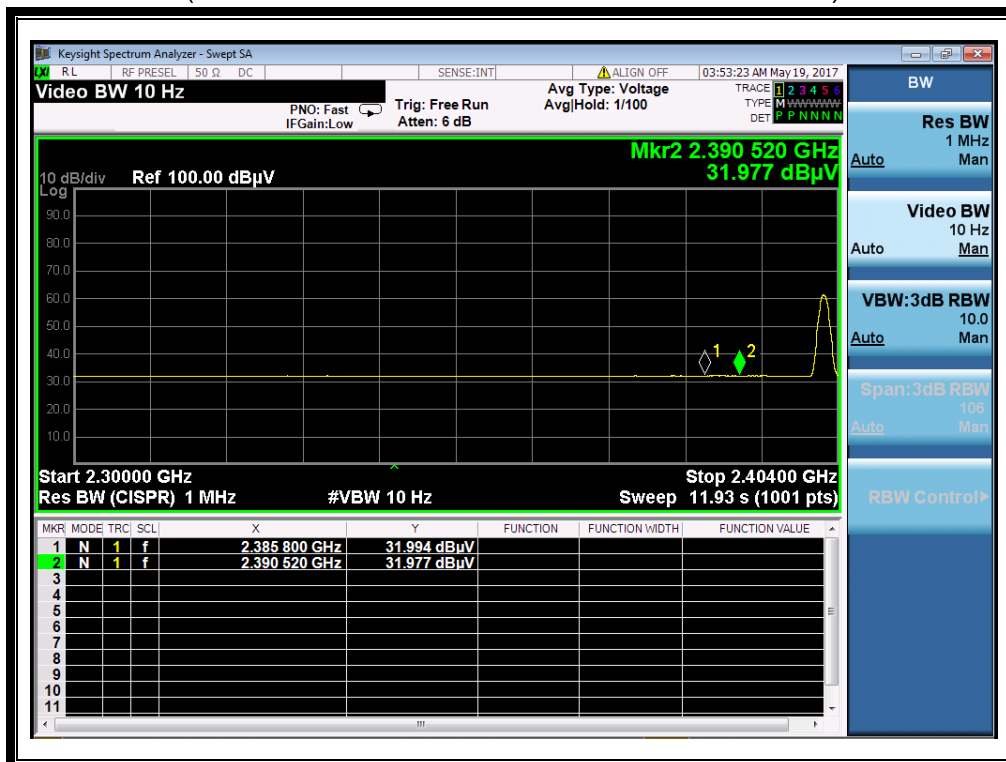 Keysight Spectrum Analyzer - Swept SA
LXI RL RF PRESEL 50 Ω DC SENSE:INT ALIGN OFF 03:53:23 AM May 19, 2017
Video BW 10 Hz
PNO: Fast
IFGain:Low
Trig: Free Run
Atten: 6 dB
Avg Type: Voltage
Avg|Hold: 1/100
TRACE 1 2 3 4 5 6
TYPE M WWWWW
DET P P N N N N
Mkr2 2.390 520 GHz
31.977 dBµV
10 dB/div Ref 100.00 dBµV
Log
90.0
80.0
70.0
60.0
50.0
40.0
30.0
20.0
10.0
1
2
Start 2.30000 GHz
Stop 2.40400 GHz
Res BW (CISPR) 1 MHz
#VBW 10 Hz
Sweep 11.93 s (1001 pts)
MKR MODE TRC SCL X Y FUNCTION FUNCTION WIDTH FUNCTION VALUE
1 N 1 f 2.385 800 GHz 31.994 dBµV
2 N 1 f 2.390 520 GHz 31.977 dBµV
3
4
5
6
7
8
9
10
11
BW
Res BW
1 MHz
Auto Man
Video BW
10 Hz
Auto Man
VBW:3dB RBW
10.0
Auto Man
Span:3dB RBW
106
Auto Man
RBW Control